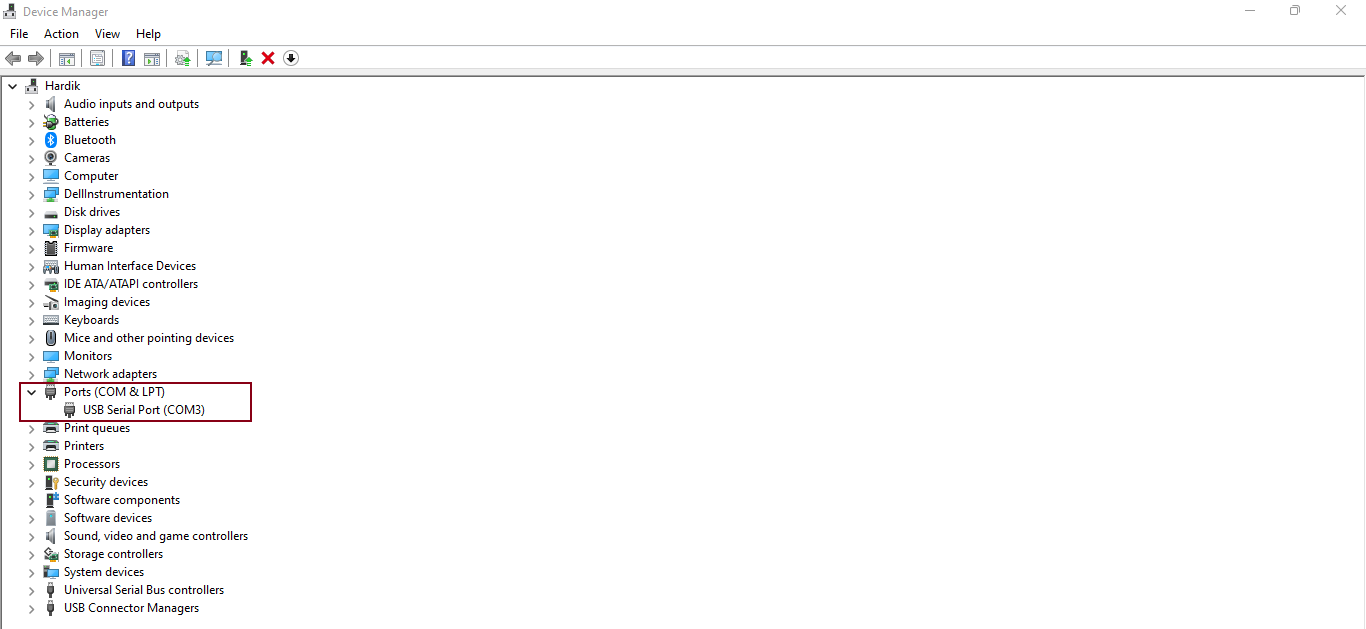 Device Manager
File Action View Help
Hardik
Audio inputs and outputs
Batteries
Bluetooth
Cameras
Computer
DellInstrumentation
Disk drives
Display adapters
Firmware
Human Interface Devices
IDE ATA/ATAPI controllers
Imaging devices
Keyboards
Mice and other pointing devices
Monitors
Network adapters
Ports (COM & LPT)
USB Serial Port (COM3)
Print queues
Printers
Processors
Security devices
Software components
Software devices
Sound, video and game controllers
Storage controllers
System devices
Universal Serial Bus controllers
USB Connector Managers